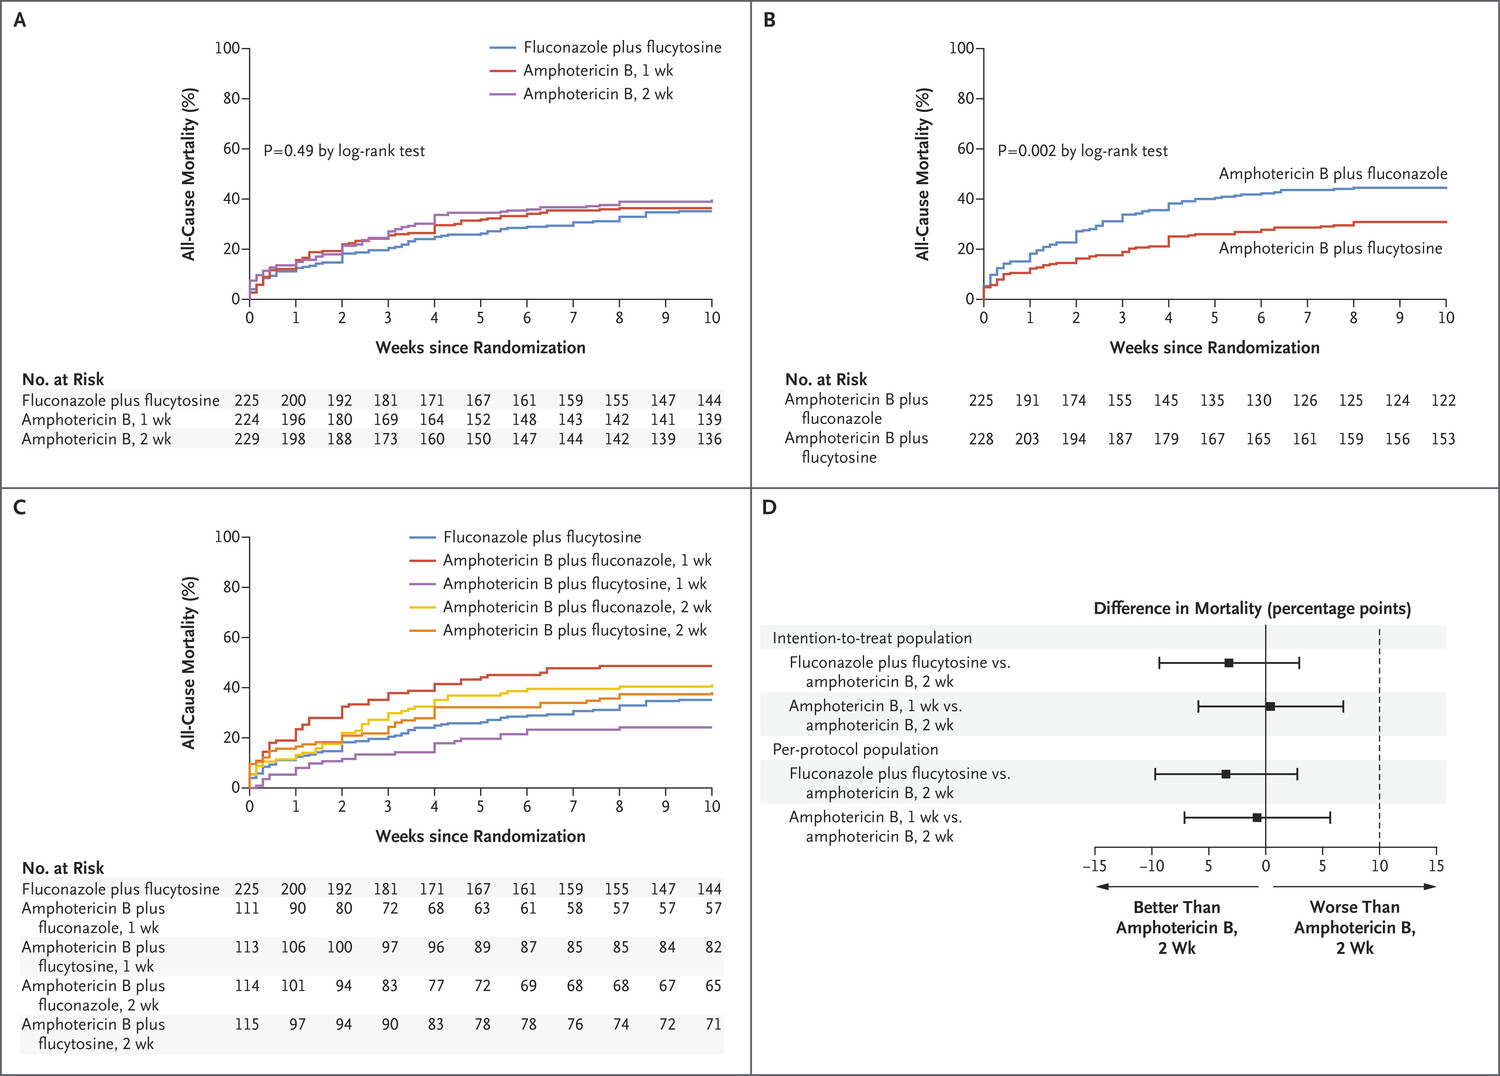 A
100
80
60
40
20
0
All-Cause Mortality (%)
Fluconazole plus flucytosine
Amphotericin B, 1 wk
Amphotericin B, 2 wk
P=0.49 by log-rank test
0 1 2 3 4 5 6 7 8 9 10
Weeks since Randomization
No. at Risk
Fluconazole plus flucytosine 225 200 192 181 171 167 161 159 155 147 144
Amphotericin B, 1 wk 224 196 180 169 164 152 148 143 142 141 139
Amphotericin B, 2 wk 229 198 188 173 160 150 147 144 142 139 136
B
100
80
60
40
20
0
All-Cause Mortality (%)
P=0.002 by log-rank test
Amphotericin B plus fluconazole
Amphotericin B plus flucytosine
0 1 2 3 4 5 6 7 8 9 10
Weeks since Randomization
No. at Risk
Amphotericin B plus
fluconazole
225 191 174 155 145 135 130 126 125 124 122
Amphotericin B plus
flucytosine
228 203 194 187 179 167 165 161 159 156 153
C
100
80
60
40
20
0
All-Cause Mortality (%)
Fluconazole plus flucytosine
Amphotericin B plus fluconazole, 1 wk
Amphotericin B plus flucytosine, 1 wk
Amphotericin B plus fluconazole, 2 wk
Amphotericin B plus flucytosine, 2 wk
0 1 2 3 4 5 6 7 8 9 10
Weeks since Randomization
No. at Risk
Fluconazole plus flucytosine 225 200 192 181 171 167 161 159 155 147 144
Amphotericin B plus
fluconazole, 1 wk
111 90 80 72 68 63 61 58 57 57 57
Amphotericin B plus
flucytosine, 1 wk
113 106 100 97 96 89 87 85 85 84 82
Amphotericin B plus
fluconazole, 2 wk
114 101 94 83 77 72 69 68 68 67 65
Amphotericin B plus
flucytosine, 2 wk
115 97 94 90 83 78 78 76 74 72 71
D
Difference in Mortality (percentage points)
Intention-to-treat population
Fluconazole plus flucytosine vs.
amphotericin B, 2 wk
Amphotericin B, 1 wk vs.
amphotericin B, 2 wk
Per-protocol population
Fluconazole plus flucytosine vs.
amphotericin B, 2 wk
Amphotericin B, 1 wk vs.
amphotericin B, 2 wk
−15 −10 5 0 5 10 15
Better Than
Amphotericin B,
2 Wk
Worse Than
Amphotericin B,
2 Wk